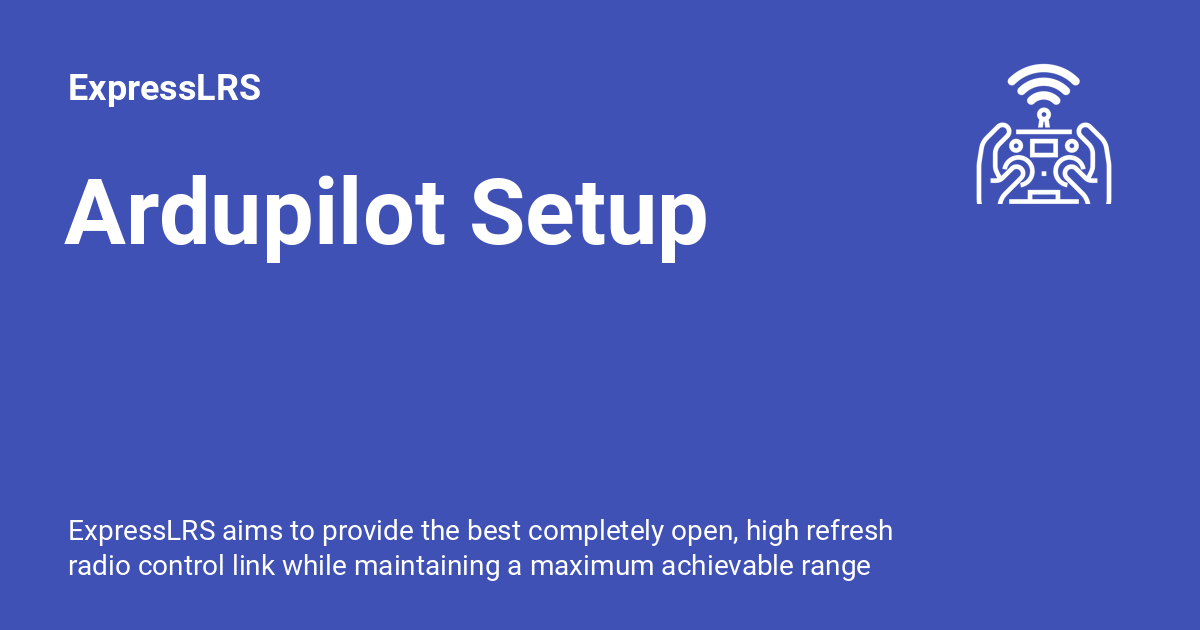 ExpressLRS
Ardupilot Setup
ExpressLRS aims to provide the best completely open, high refresh
radio control link while maintaining a maximum achievable range